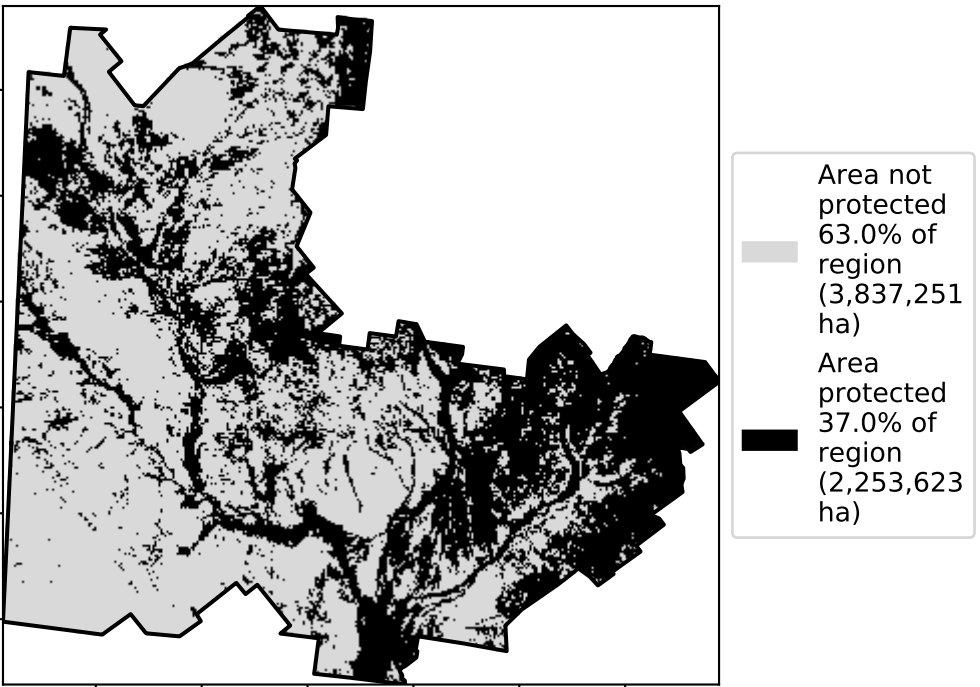 Area not
protected
63.0% of
region
(3,837,251
ha)
Area
protected
37.0% of
region
(2,253,623
ha)